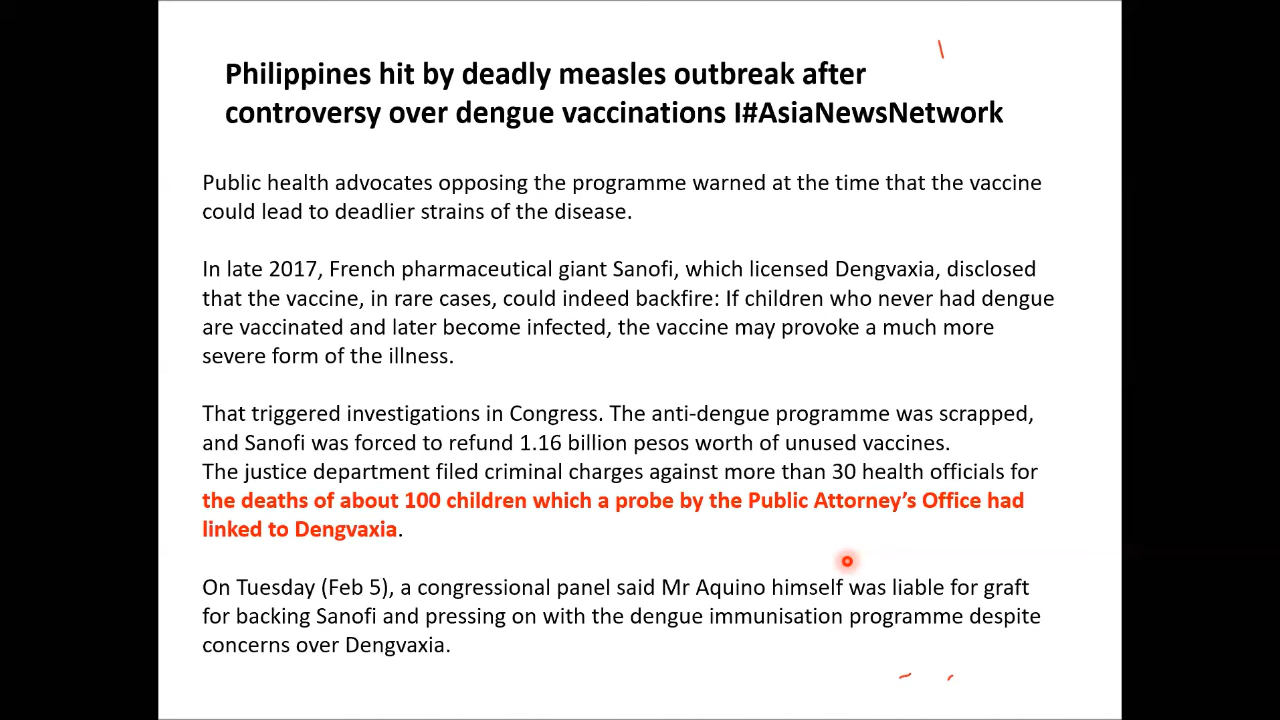 Philippines hit by deadly measles outbreak after
controversy over dengue vaccinations I#AsiaNewsNetwork
Public health advocates opposing the programme warned at the time that the vaccine
could lead to deadlier strains of the disease.
In late 2017, French pharmaceutical giant Sanofi, which licensed Dengvaxia, disclosed
that the vaccine, in rare cases, could indeed backfire: If children who never had dengue
are vaccinated and later become infected, the vaccine may provoke a much more
severe form of the illness.
That triggered investigations in Congress. The anti-dengue programme was scrapped,
and Sanofi was forced to refund 1.16 billion pesos worth of unused vaccines.
The justice department filed criminal charges against more than 30 health officials for
the deaths of about 100 children which a probe by the Public Attorney’s Office had
linked to Dengvaxia.
On Tuesday (Feb 5), a congressional panel said Mr Aquino himself was liable for graft
for backing Sanofi and pressing on with the dengue immunisation programme despite
concerns over Dengvaxia.